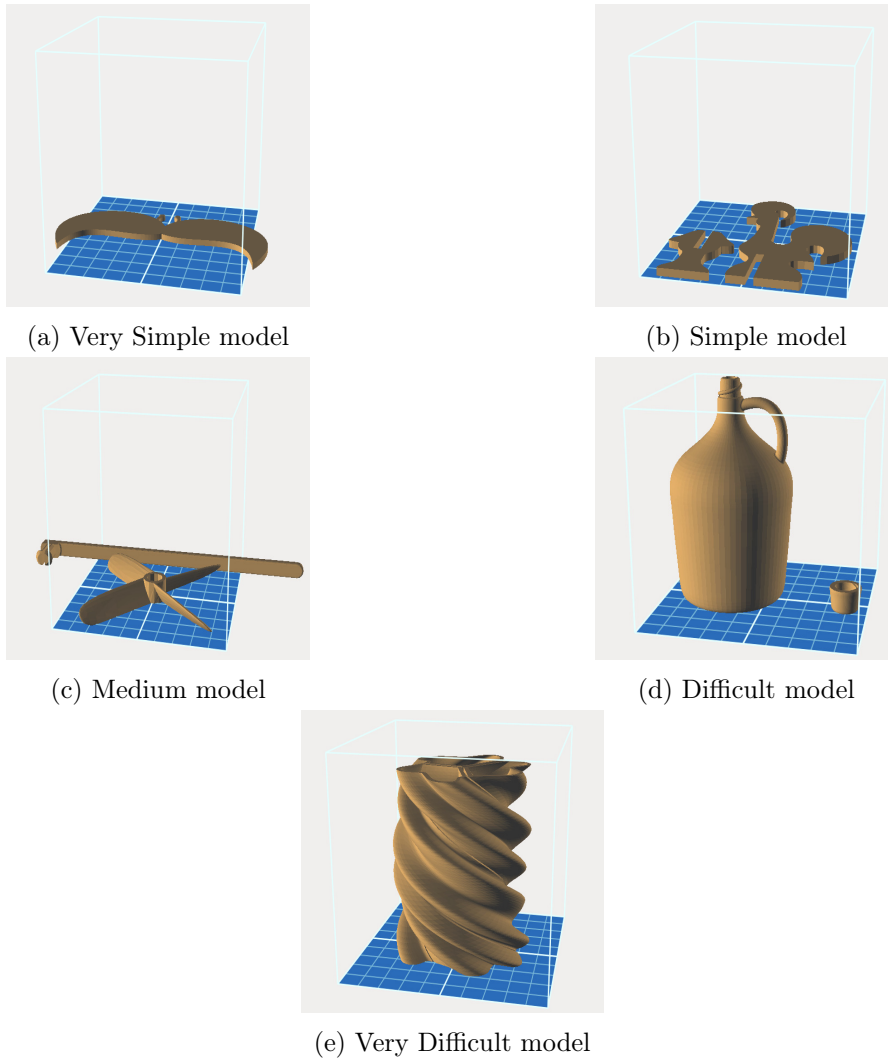 (a) Very Simple model
(b) Simple model
(c) Medium model
(d) Difficult model
(e) Very Difficult model